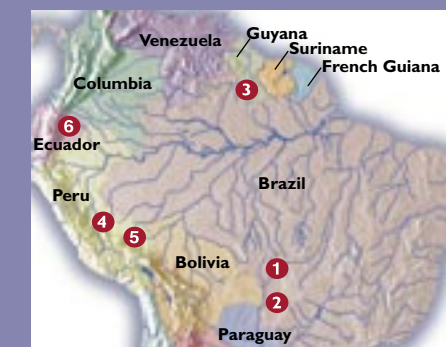 Guyana
Venezuela
Suriname
French Guiana
Columbia
3
6
Ecuador
Brazil
Peru
4
5
Bolivia
1
2
Paraguay